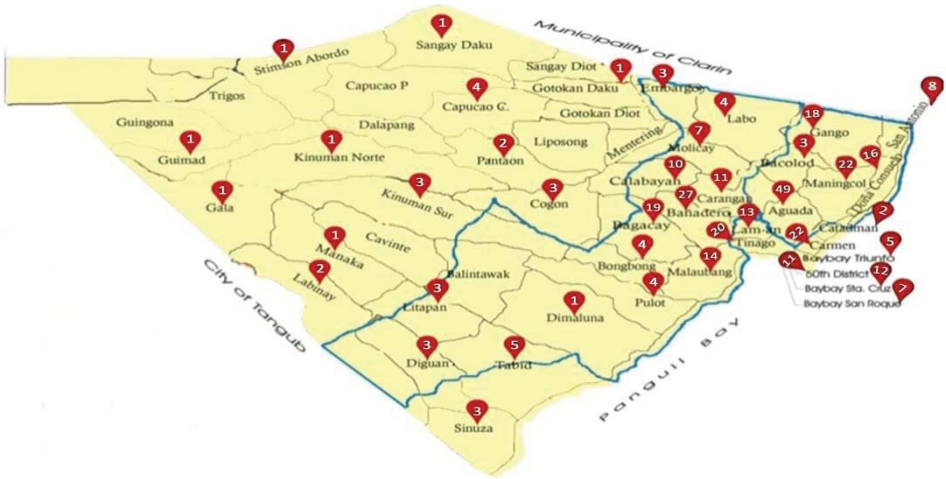 1
Sangay Daku
Municipality of Clarin
1
Stimson Abordo
Sangay Diot
1
3
Embargo
8
Trigos
Capucao P
4
Capucao C.
Gotokan Daku
4
Labo
18
Gango
San Antonio
Guingona
Dalapang
Gotokan Diot
7
Molicay
3
Bacolod
16
1
Guimad
1
Kinuman Norte
2
Pantaon
Liposong
Mentering
10
Calabayan
11
Carangan
22
Maningcol
Doña Consuelo
1
Gala
3
Kinuman Sur
3
Cogon
19
Bagacay
27
Banadero
13
Lam-an
49
Aguada
2
Catadman
1
Manaka
Cavinte
4
Bongbong
20
Tinago
22
Carmen
5
Baybay Triunfo
City of Tangub
2
Labinay
Balintawak
14
Malaubang
11
50th District
12
Baybay Sta. Cruz
7
Baybay San Roque
3
Litapan
1
Dimaluna
4
Pulot
3
Diguan
5
Tabid
Panguil Bay
3
Sinuza